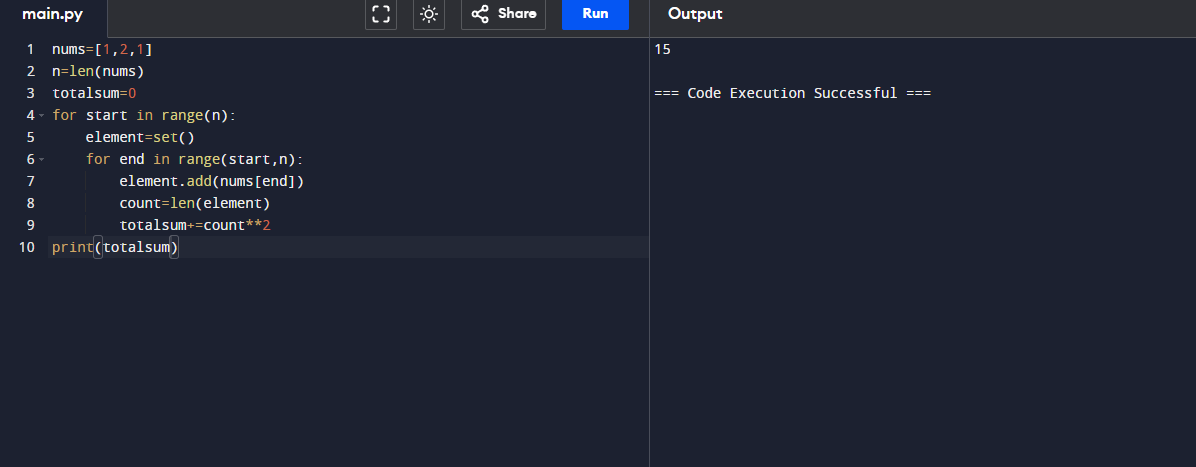 main.py Share Run Output
1 nums=[1,2,1]
2 n=len(nums)
3 totalsum=0
4 for start in range(n):
5     element=set()
6     for end in range(start,n):
7         element.add(nums[end])
8         count=len(element)
9         totalsum+=count**2
10 print(totalsum)
15
=== Code Execution Successful ===